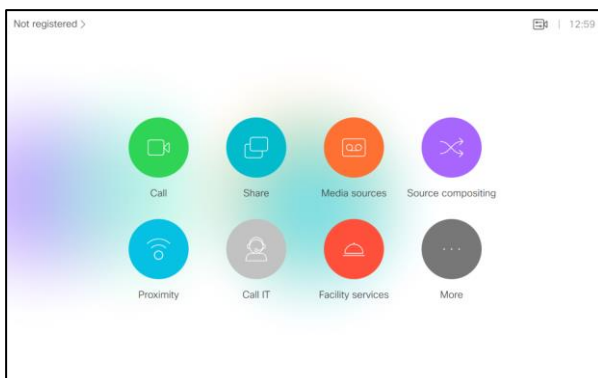 Not registered >
12:59
Call
Share
Media sources
Source compositing
Proximity
Call IT
Facility services
More